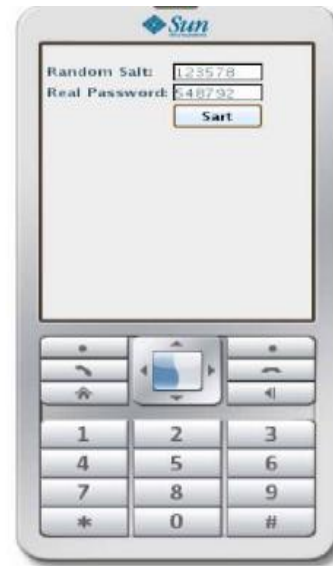 Sun
Random Salt: 123578
Real Password: 548792
Sart
1 2 3
4 5 6
7 8 9
* 0 #